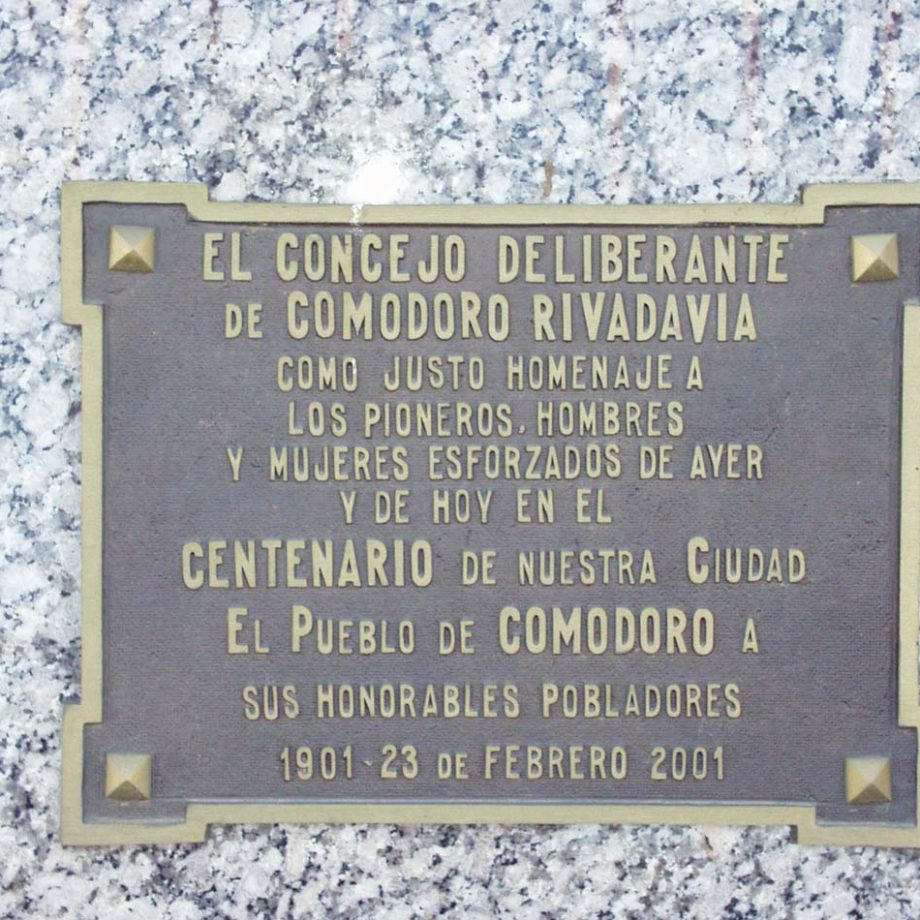 EL CONCEJO DELIBERANTE
DE COMODORO RIVADAVIA
COMO JUSTO HOMENAJE A
LOS PIONEROS, HOMBRES
Y MUJERES ESFORZADOS DE AYER
Y DE HOY EN EL
CENTENARIO DE NUESTRA CIUDAD
EL PUEBLO DE COMODORO A
SUS HONORABLES POBLADORES
1901 - 23 DE FEBRERO 2001